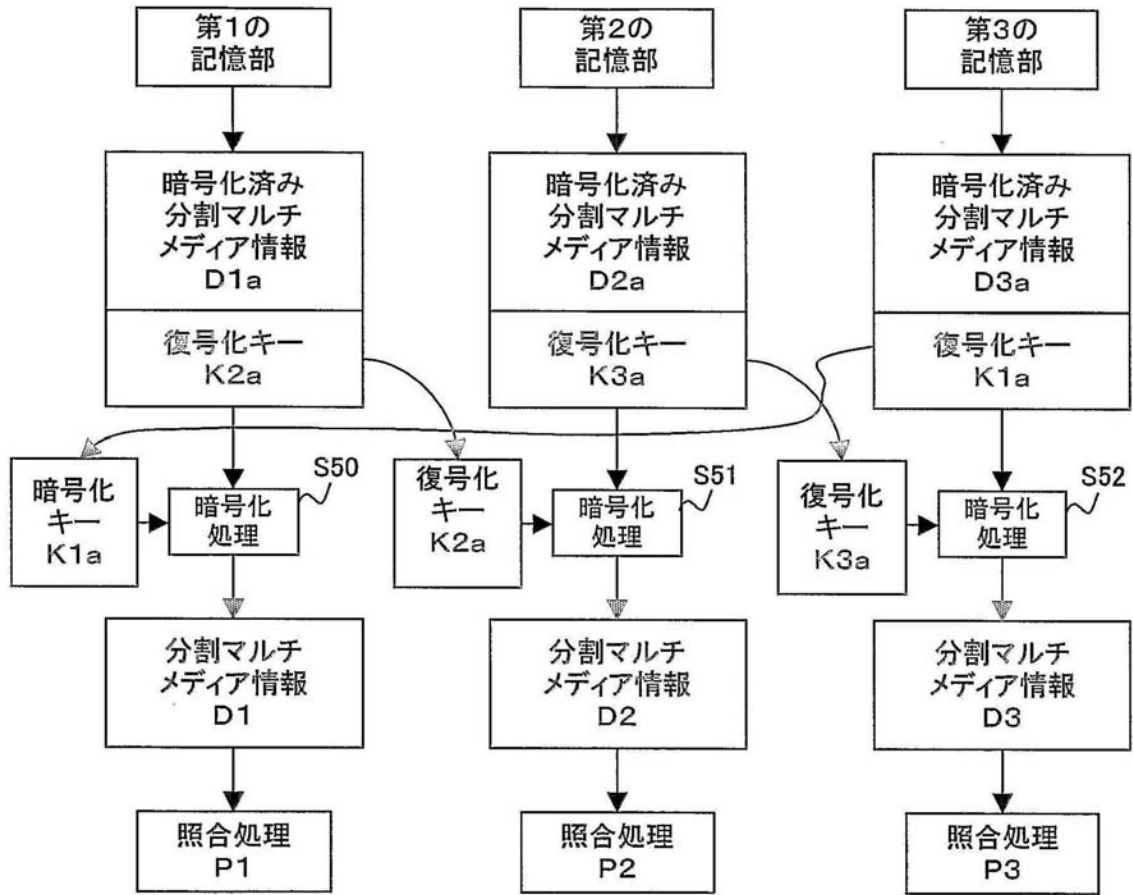 第1の
記憶部
第2の
記憶部
第3の
記憶部
暗号化済み
分割マルチ
メディア情報
D1a
暗号化済み
分割マルチ
メディア情報
D2a
暗号化済み
分割マルチ
メディア情報
D3a
復号化キー
K2a
復号化キー
K3a
復号化キー
K1a
暗号化
キー
K1a
暗号化
処理
S50
復号化
キー
K2a
暗号化
処理
S51
復号化
キー
K3a
暗号化
処理
S52
分割マルチ
メディア情報
D1
分割マルチ
メディア情報
D2
分割マルチ
メディア情報
D3
照合処理
P1
照合処理
P2
照合処理
P3